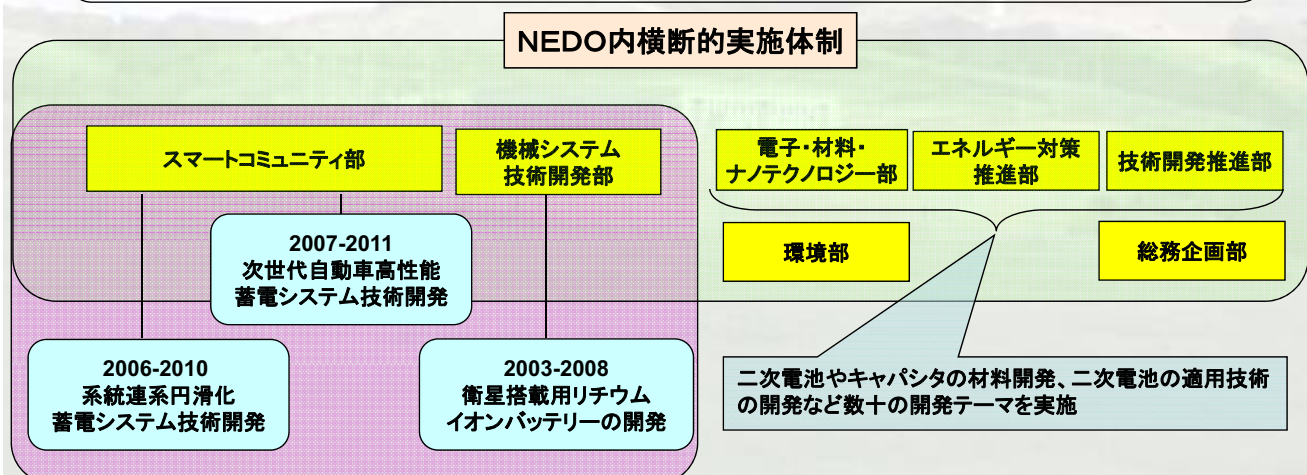 NEDO内横断的実施体制
スマートコミュニティ部
機械システム
技術開発部
電子・材料・
ナノテクノロジー部
エネルギー対策
推進部
技術開発推進部
環境部
総務企画部
2007-2011
次世代自動車高性能
蓄電システム技術開発
2006-2010
系統連系円滑化
蓄電システム技術開発
2003-2008
衛星搭載用リチウム
イオンバッテリーの開発
二次電池やキャパシタの材料開発、二次電池の適用技術
の開発など数十の開発テーマを実施